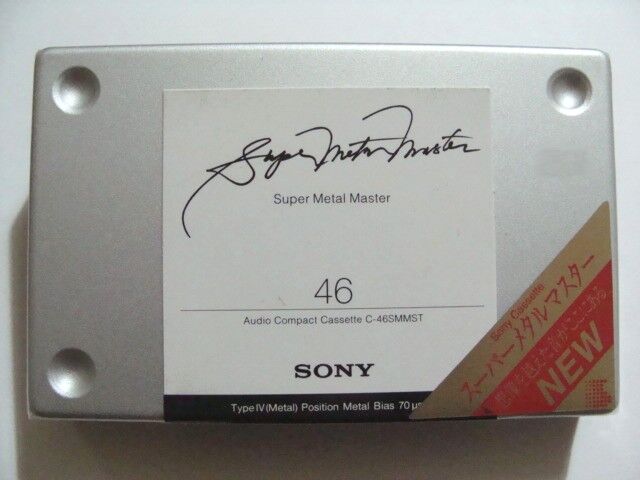 Super Metal Master
Super Metal Master
46
Audio Compact Cassette C-46SMMST
SONY
Type IV (Metal) Position Metal Bias 70 μs
Sony Cassette
スーパーメタルマスター
NEW